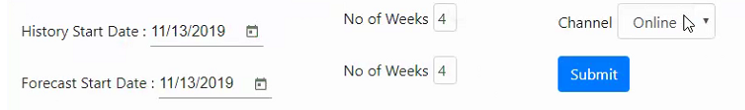 History Start Date : 11/13/2019 No of Weeks 4 Channel Online
Forecast Start Date : 11/13/2019 No of Weeks 4 Submit